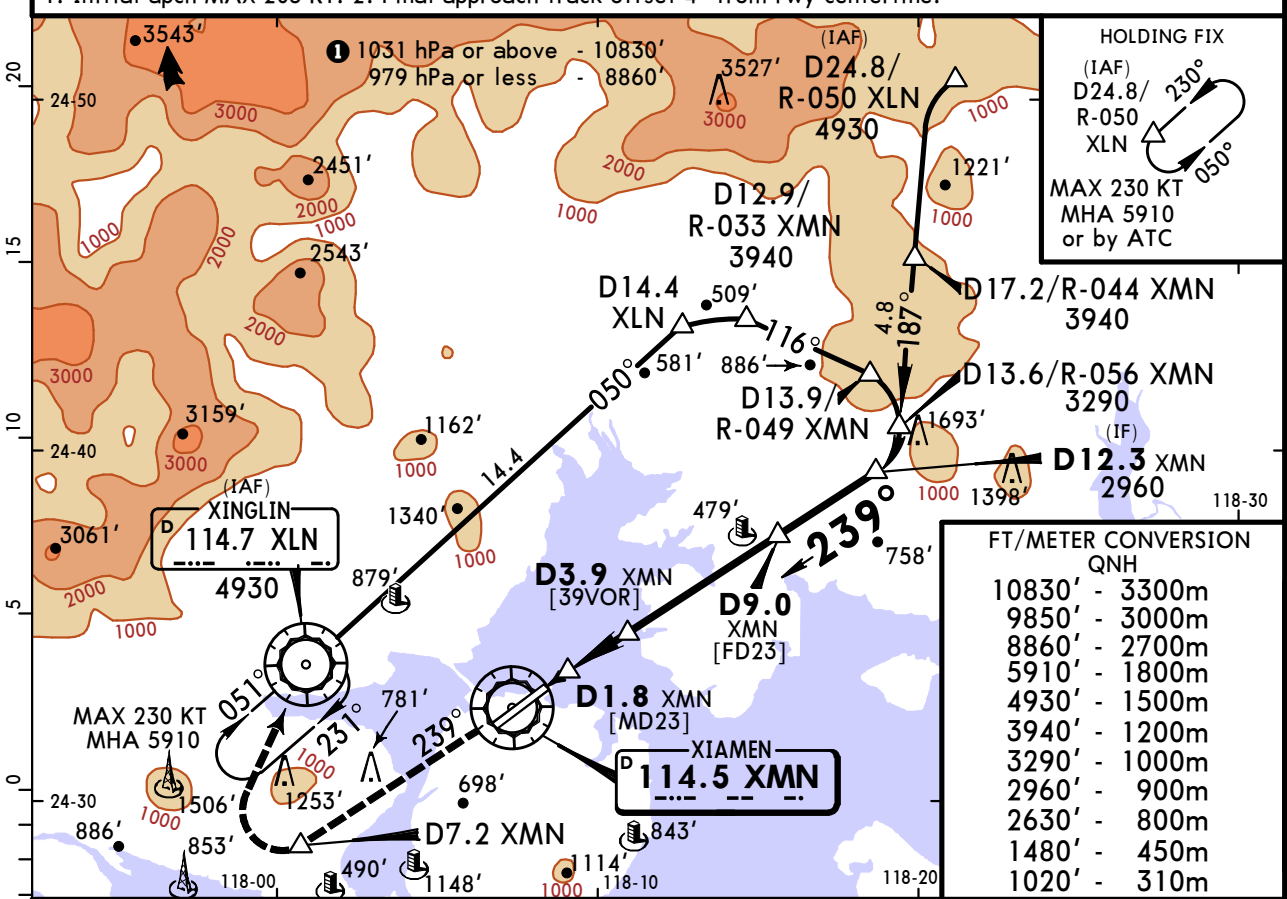 3543'
❶ 1031 hPa or above - 10830'
979 hPa or less - 8860'
3527'
(IAF)
D24.8/
R-050 XLN
4930
HOLDING FIX
(IAF)
D24.8/
R-050
XLN
230°
050°
MAX 230 KT
MHA 5910
or by ATC
20
24-50
3000
3000
1000
2451'
2000
1000
2000
1000
1221'
1000
D12.9/
R-033 XMN
3940
1000
2000
2543'
2000
15
D14.4
XLN
509'
116°
4.8
187°
D17.2/R-044 XMN
3940
581'
886'
050°
D13.9/
R-049 XMN
D13.6/R-056 XMN
3290
3000
3159'
3000
1162'
1000
1693'
1000
(IF)
D12.3 XMN
2960
1398'
10
24-40
14.4
(IAF)
XINGLIN
D
114.7 XLN
4930
1340'
1000
479'
239°
758'
118-30
3061'
2000
1000
879'
D3.9 XMN
[39VOR]
D9.0
XMN
[FD23]
5
FT/METER CONVERSION
QNH
10830' - 3300m
9850' - 3000m
8860' - 2700m
5910' - 1800m
4930' - 1500m
3940' - 1200m
3290' - 1000m
2960' - 900m
2630' - 800m
1480' - 450m
1020' - 310m
051°
231°
781'
239°
D1.8 XMN
[MD23]
MAX 230 KT
MHA 5910
XIAMEN
D
114.5 XMN
0
24-30
1506'
1000
1000
1253'
698'
886'
853'
D7.2 XMN
843'
490'
1148'
1114'
1000
118-00
118-10
118-20